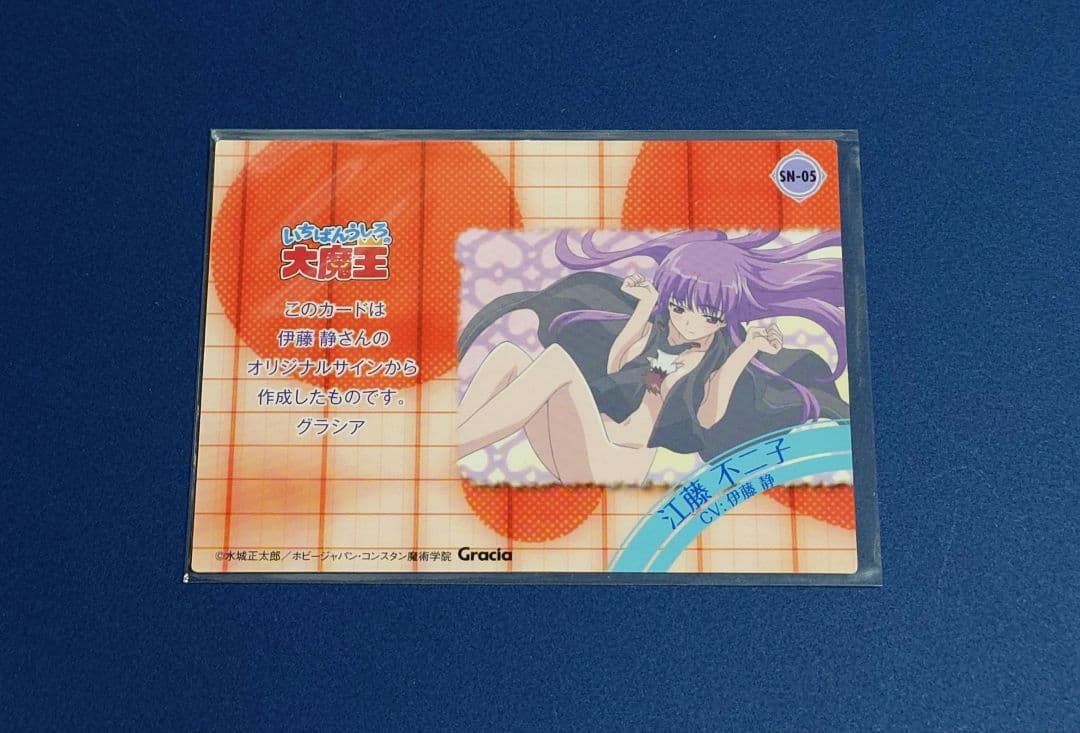 SN-05
いちばんうしろの
大魔王
このカードは
伊藤 静さんの
オリジナルサインから
作成したものです。
グラシア
江藤 不二子
CV:伊藤 静
©水城正太郎／ホビージャパン・コンスタン魔術学院 Gracia